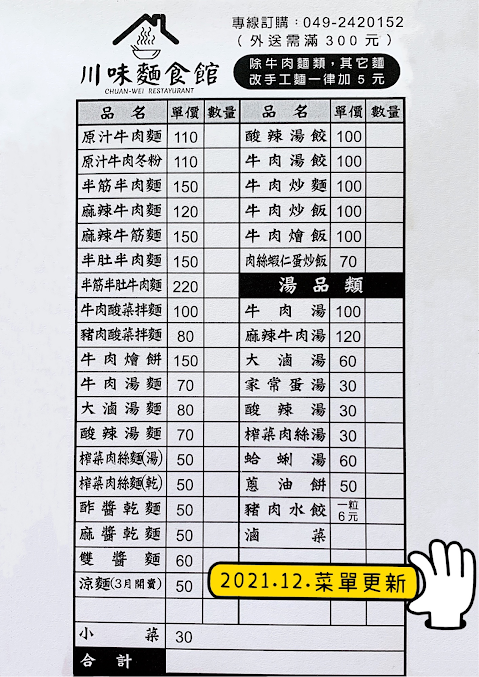 專線訂購：049-2420152
（外送需滿300元）
川味麵食館
CHUAN-WEI RESTAYURANT
除牛肉麵類，其它麵
改手工麵一律加5元
品名 單價 數量 品名 單價 數量
原汁牛肉麵 110 酸辣湯餃 100
原汁牛肉冬粉 110 牛肉湯餃 100
半筋半肉麵 150 牛肉炒麵 100
麻辣牛肉麵 120 牛肉炒飯 100
麻辣牛筋麵 150 牛肉燴飯 100
半肚半肉麵 150 肉絲蝦仁蛋炒飯 70
半筋半肚牛肉麵 220 湯品類
牛肉酸菜拌麵 100 牛肉湯 100
豬肉酸菜拌麵 80 麻辣牛肉湯 120
牛肉燴餅 150 大滷湯 60
牛肉湯麵 70 家常蛋湯 30
大滷湯麵 80 酸辣湯 30
酸辣湯麵 70 榨菜肉絲湯 30
榨菜肉絲麵(湯) 50 蛤蜊湯 60
榨菜肉絲麵(乾) 50 蔥油餅 50
酢醬乾麵 50 豬肉水餃 一粒6元
麻醬乾麵 50 滷菜
雙醬麵 60
涼麵(3月開賣) 50
2021.12.菜單更新
小菜 30
合計